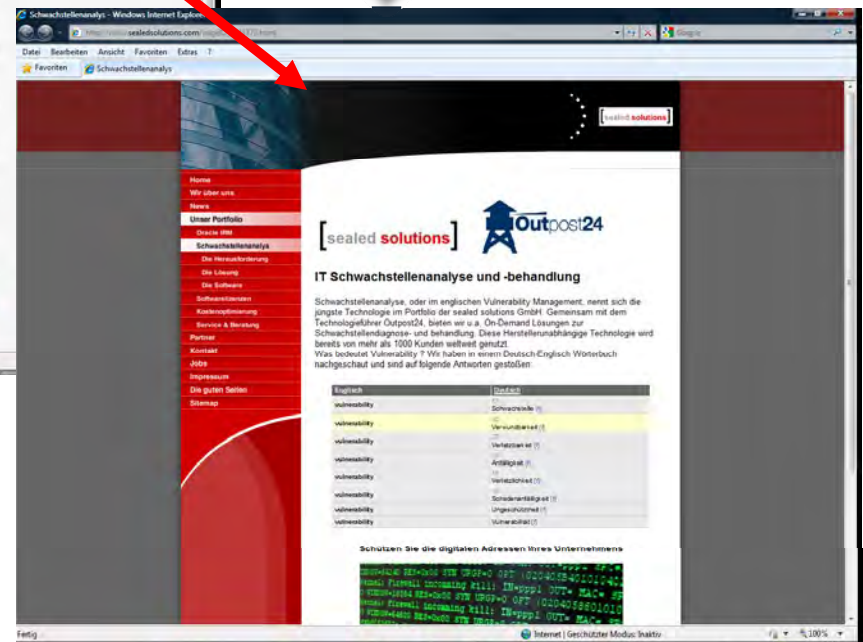 Schwachstellenanalys - Windows Internet Explorer
sealedsolutions.com
Google
Datei Bearbeiten Ansicht Favoriten Extras ?
Favoriten Schwachstellenanalys
[sealed solutions]
Home
Wir über uns
News
Unser Portfolio
Oracle IRM
Schwachstellenanalys
Die Herausforderung
Die Lösung
Die Software
Softwarelizenzen
Kostenoptimierung
Service & Beratung
Partner
Kontakt
Jobs
Impressum
Die guten Seiten
Sitemap
[sealed solutions] Outpost24
IT Schwachstellenanalyse und -behandlung
Schwachstellenanalyse, oder im englischen Vulnerability Management, nennt sich die
jüngste Technologie im Portfolio der sealed solutions GmbH. Gemeinsam mit dem
Technologieführer Outpost24, bieten wir u.a. On-Demand Lösungen zur
Schwachstellendiagnose- und behandlung. Diese Herstellerunabhängige Technologie wird
bereits von mehr als 1000 Kunden weltweit genutzt.
Was bedeutet Vulnerability ? Wir haben in einem Deutsch-Englisch Wörterbuch
nachgeschaut und sind auf folgende Antworten gestoßen:
Englisch Deutsch
vulnerability Schwachstelle
vulnerability Verwundbarkeit
vulnerability Verletzbarkeit
vulnerability Anfälligkeit
vulnerability Verletzlichkeit
vulnerability Schadenanfälligkeit
vulnerability Ungeschütztheit
vulnerability Vulnerabilität
Schützen Sie die digitalen Adressen Ihres Unternehmens
Fertig Internet | Geschützter Modus: Inaktiv 100%